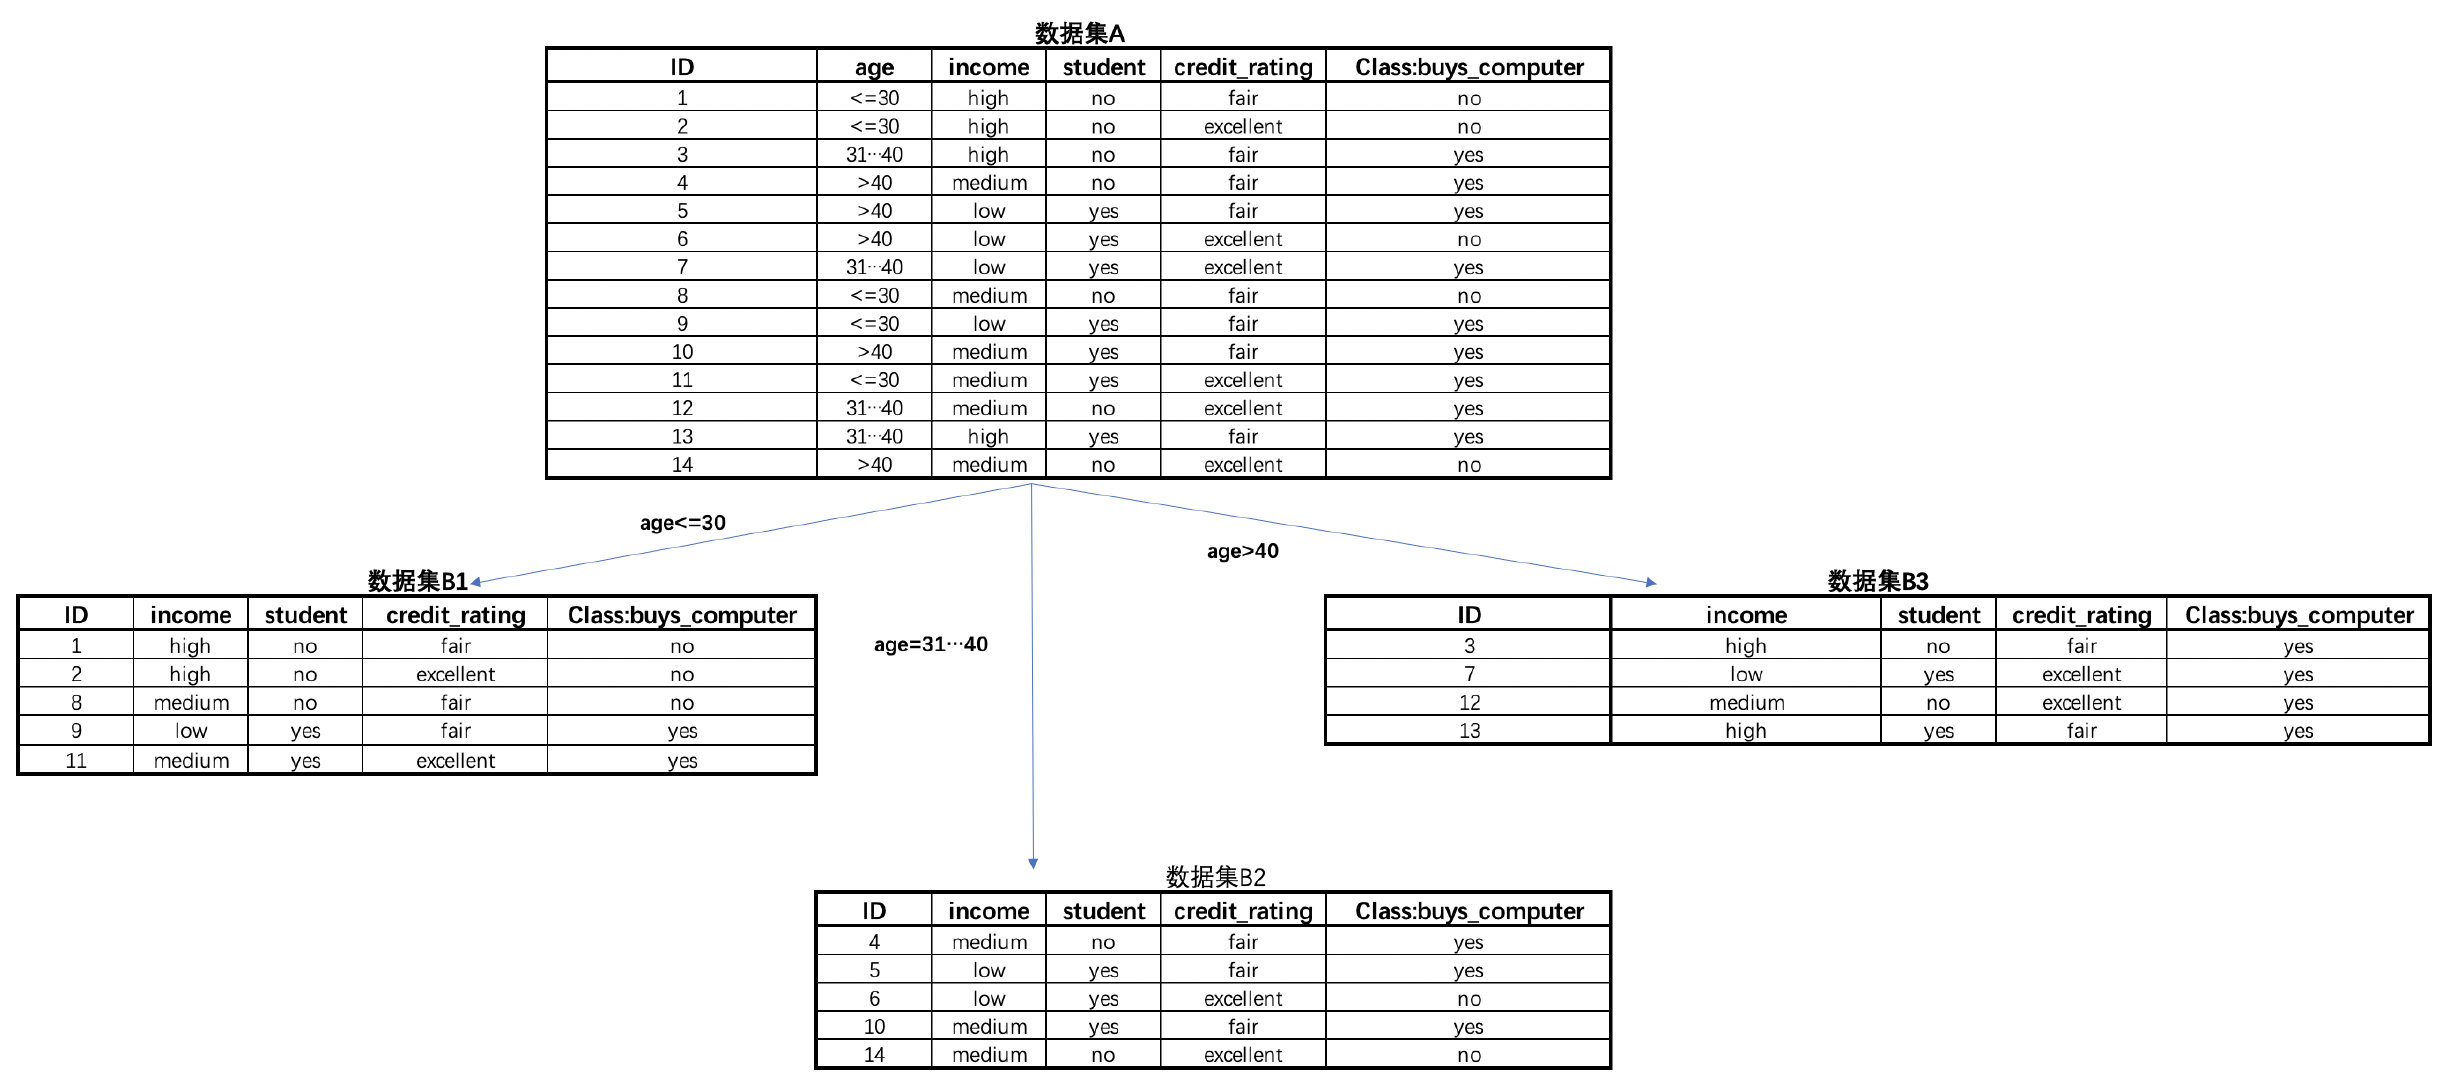 数据集A
ID age income student credit_rating Class:buys_computer
1 <=30 high no fair no
2 <=30 high no excellent no
3 31···40 high no fair yes
4 >40 medium no fair yes
5 >40 low yes fair yes
6 >40 low yes excellent no
7 31···40 low yes excellent yes
8 <=30 medium no fair no
9 <=30 low yes fair yes
10 >40 medium yes fair yes
11 <=30 medium yes excellent yes
12 31···40 medium no excellent yes
13 31···40 high yes fair yes
14 >40 medium no excellent no
age<=30
age>40
age=31···40
数据集B1
ID income student credit_rating Class:buys_computer
1 high no fair no
2 high no excellent no
8 medium no fair no
9 low yes fair yes
11 medium yes excellent yes
数据集B3
ID income student credit_rating Class:buys_computer
3 high no fair yes
7 low yes excellent yes
12 medium no excellent yes
13 high yes fair yes
数据集B2
ID income student credit_rating Class:buys_computer
4 medium no fair yes
5 low yes fair yes
6 low yes excellent no
10 medium yes fair yes
14 medium no excellent no